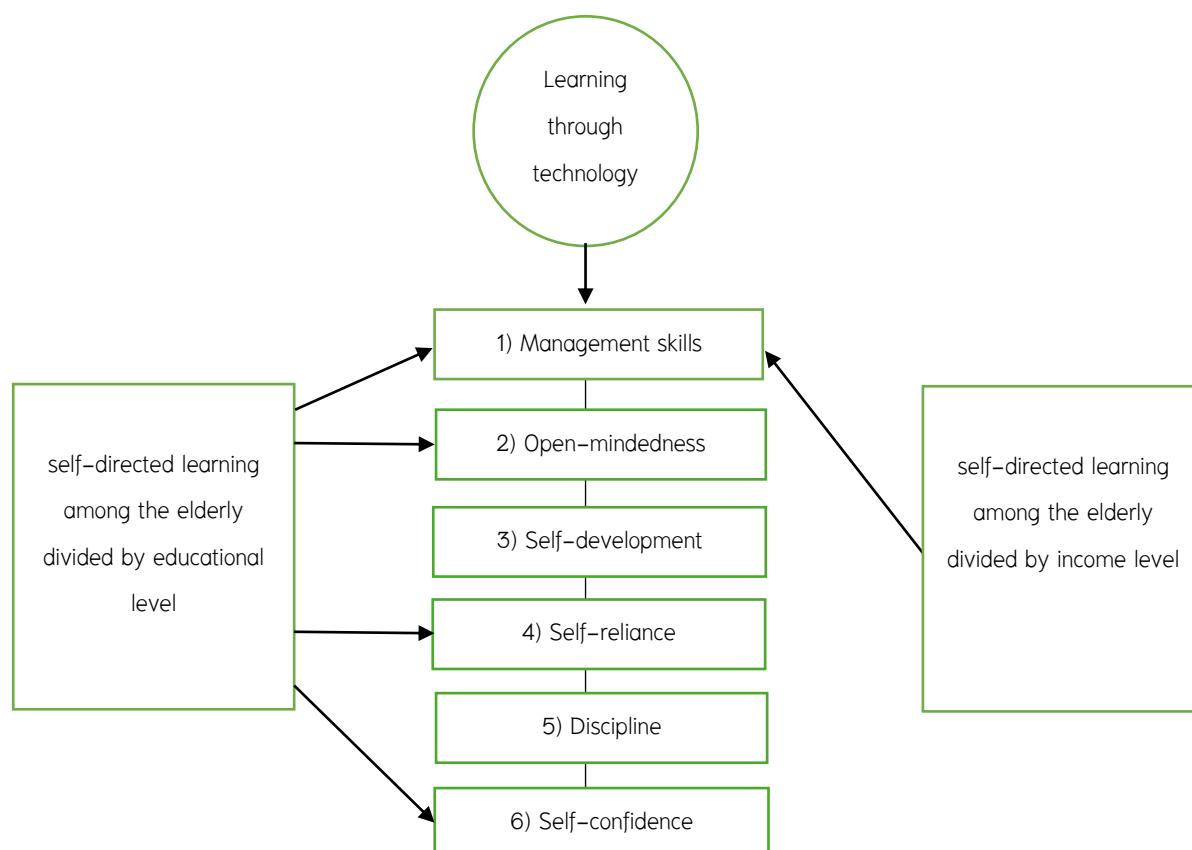 Learning
through
technology
1) Management skills
2) Open-mindedness
3) Self-development
4) Self-reliance
5) Discipline
6) Self-confidence
self-directed learning
among the elderly
divided by educational
level
self-directed learning
among the elderly
divided by income level